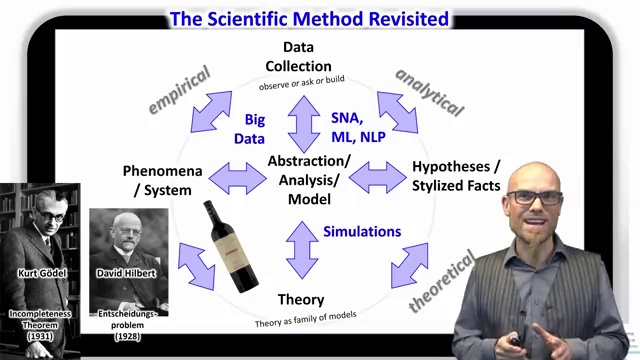 The Scientific Method Revisited
Data
Collection
observe or ask or build
empirical
analytical
Big
Data
SNA,
ML, NLP
Phenomena
/ System
Abstraction/
Analysis/
Model
Hypotheses /
Stylized Facts
Simulations
Kurt Gödel
David Hilbert
Incompleteness
Theorem
(1931)
Entscheidungs-
problem
(1928)
Theory
Theory as family of models
theoretical